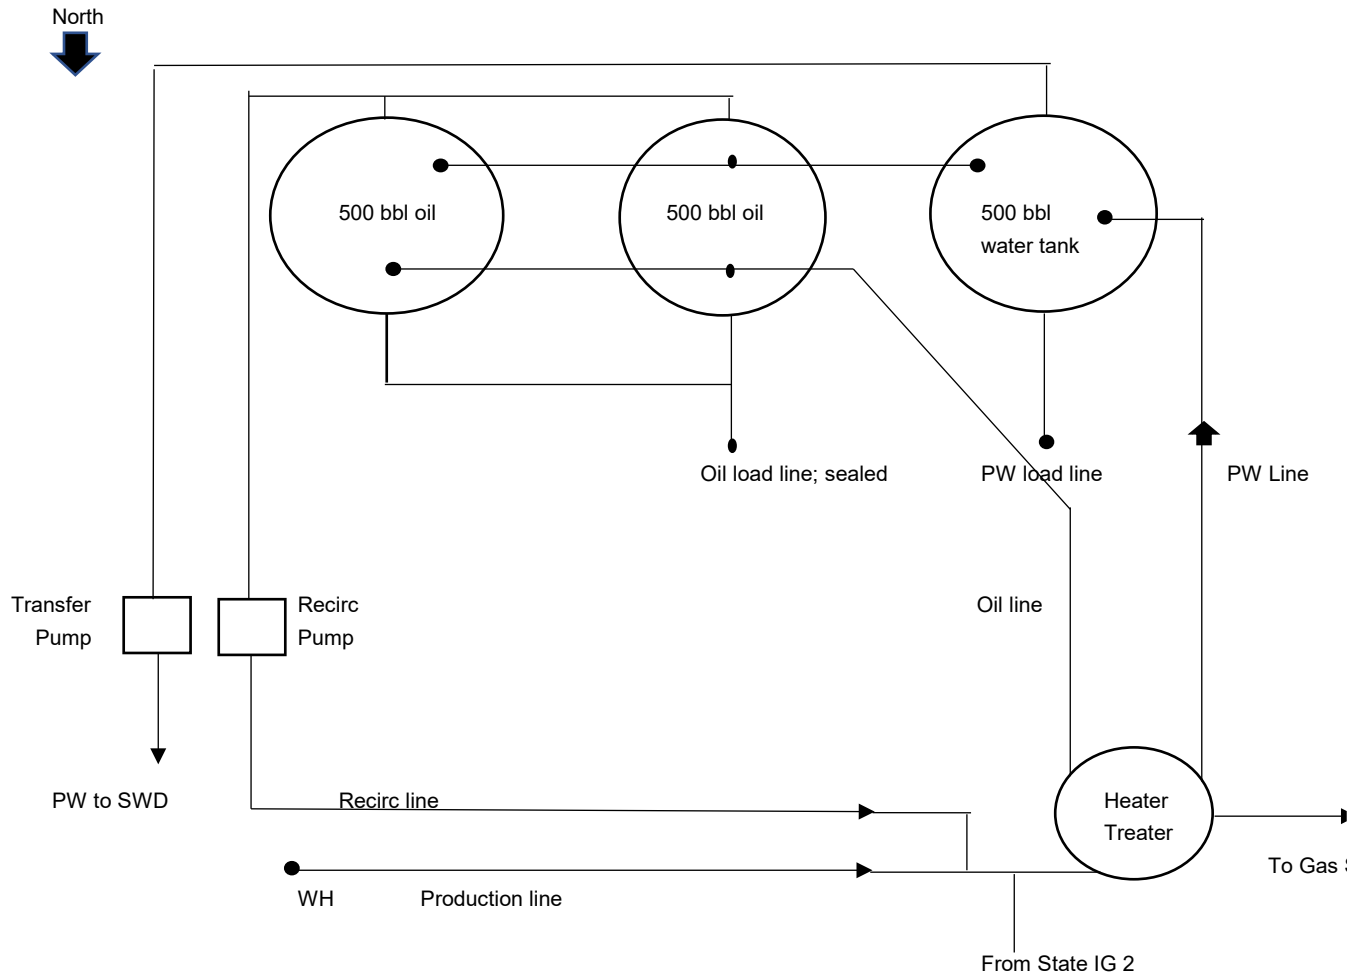 North
500 bbl oil
500 bbl oil
500 bbl
water tank
Oil load line; sealed
PW load line
PW Line
Transfer
Pump
Recirc
Pump
Oil line
PW to SWD
Recirc line
Heater
Treater
To Gas S
WH
Production line
From State IG 2